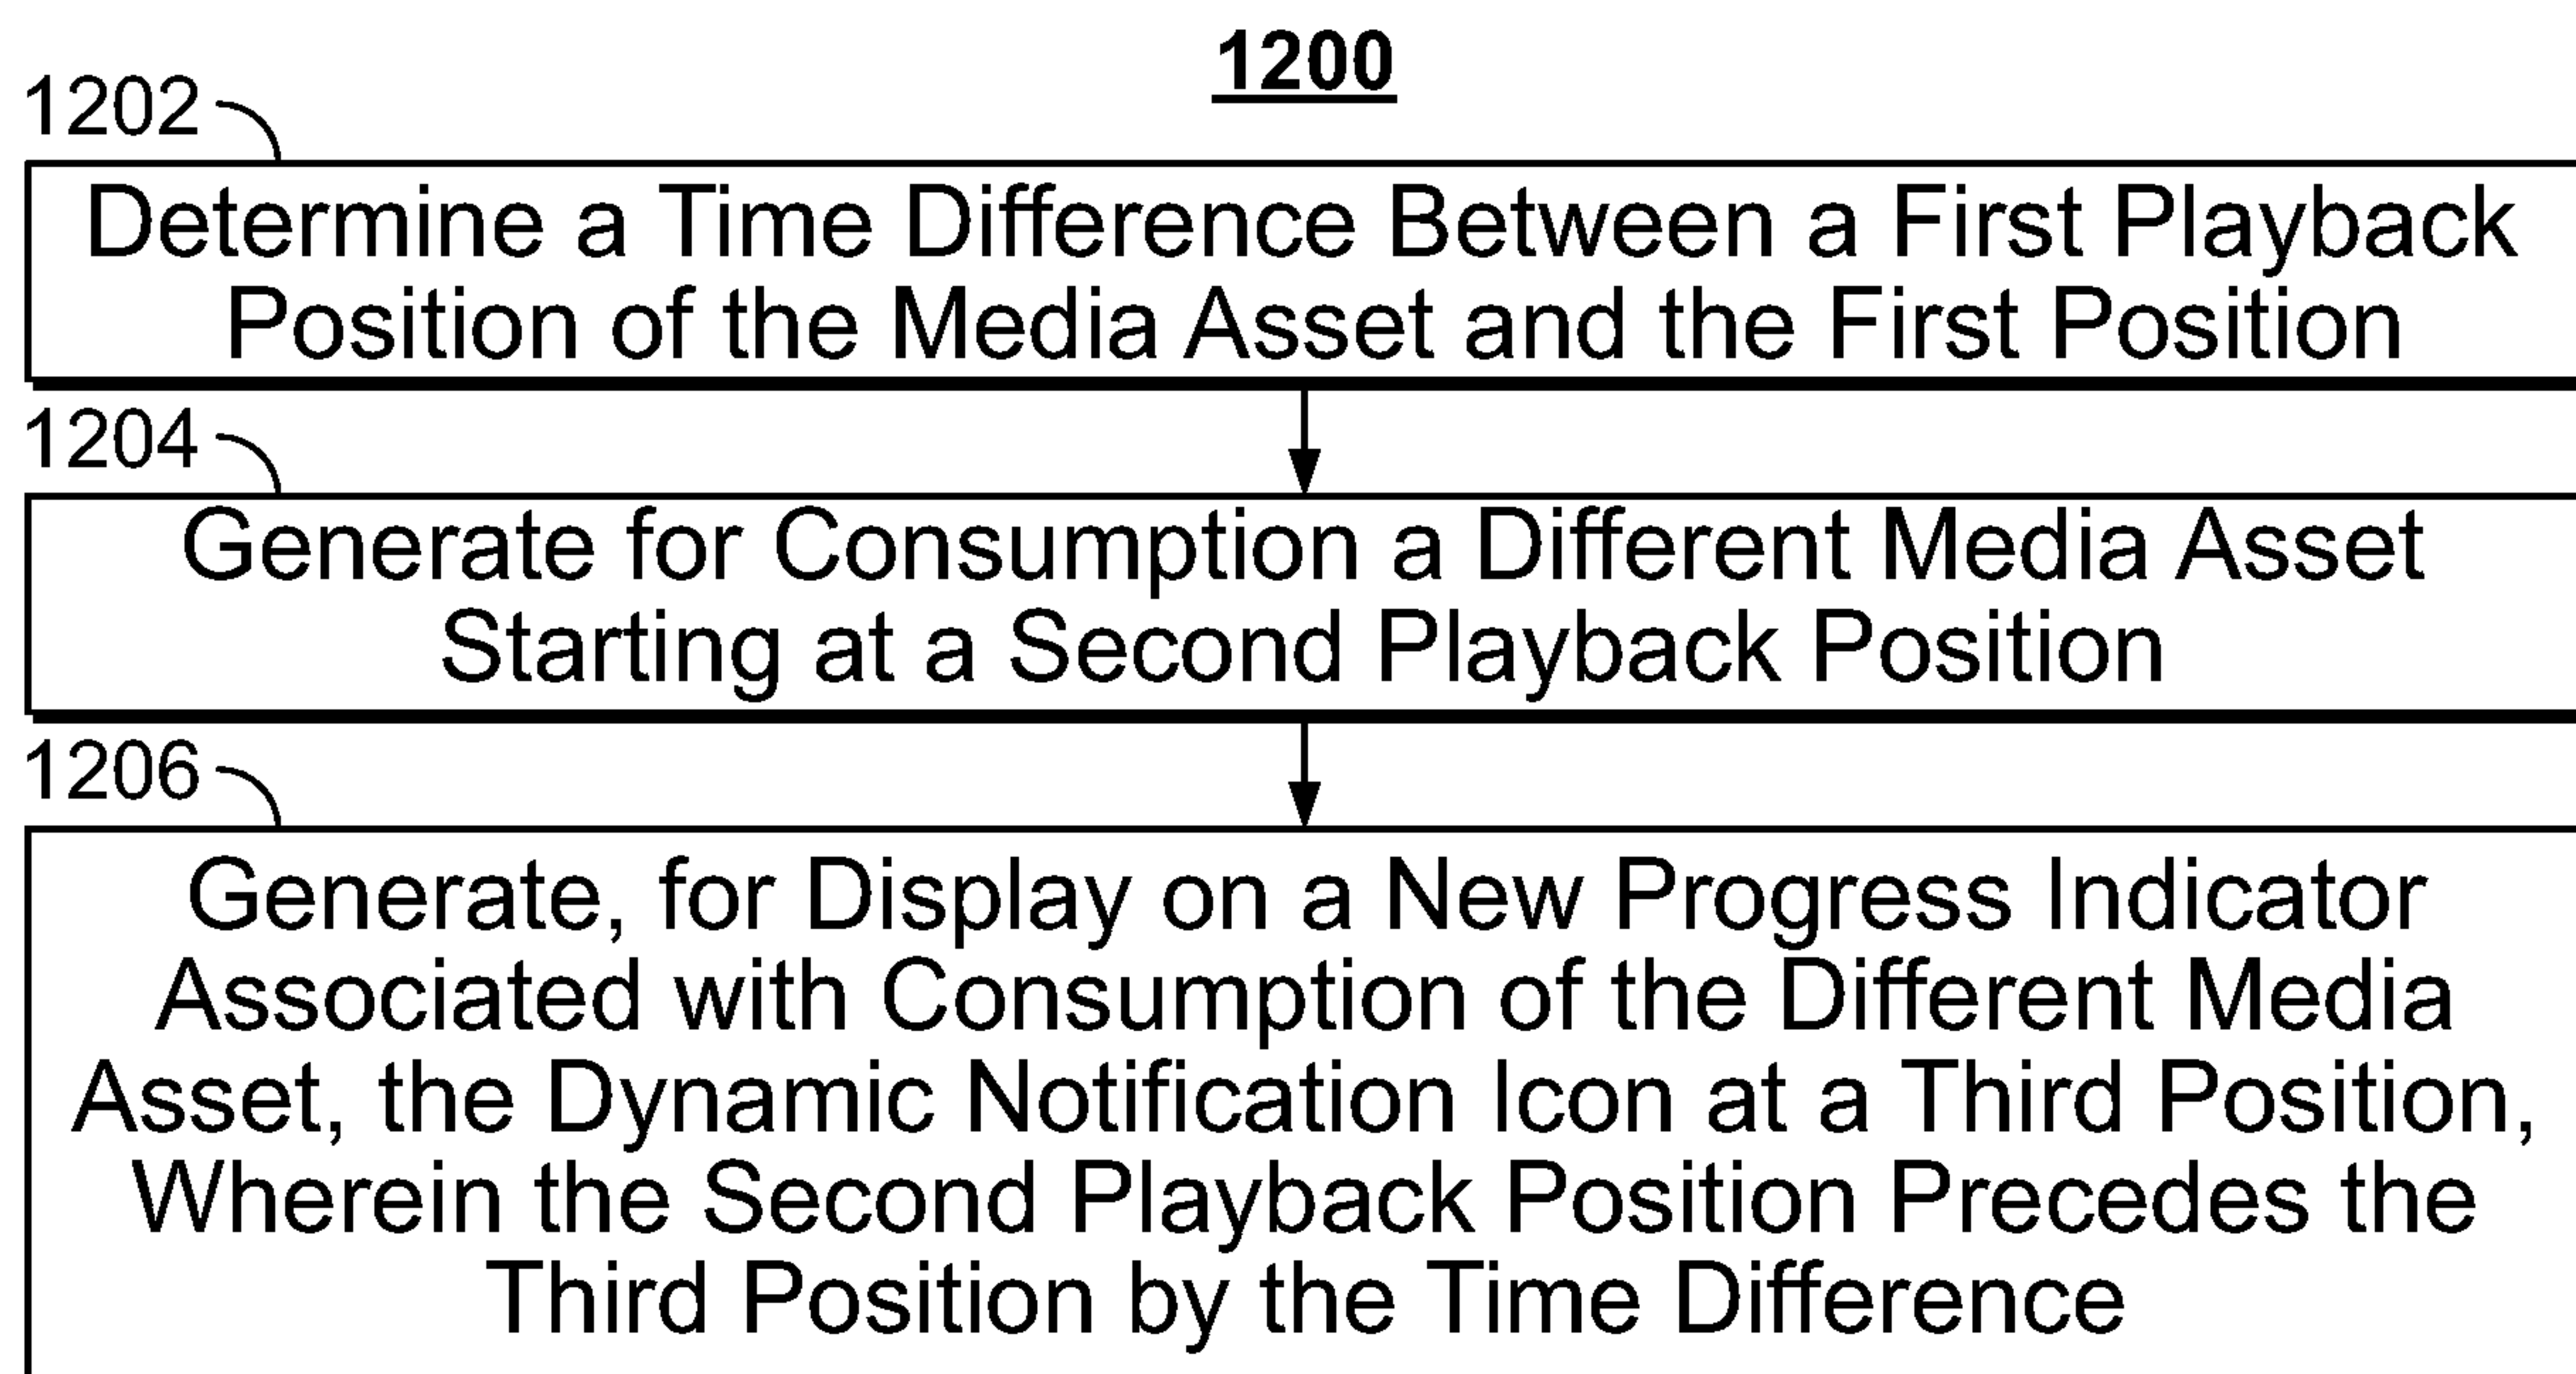 1200
1202
Determine a Time Difference Between a First Playback
Position of the Media Asset and the First Position
1204
Generate for Consumption a Different Media Asset
Starting at a Second Playback Position
1206
Generate, for Display on a New Progress Indicator
Associated with Consumption of the Different Media
Asset, the Dynamic Notification Icon at a Third Position,
Wherein the Second Playback Position Precedes the
Third Position by the Time Difference